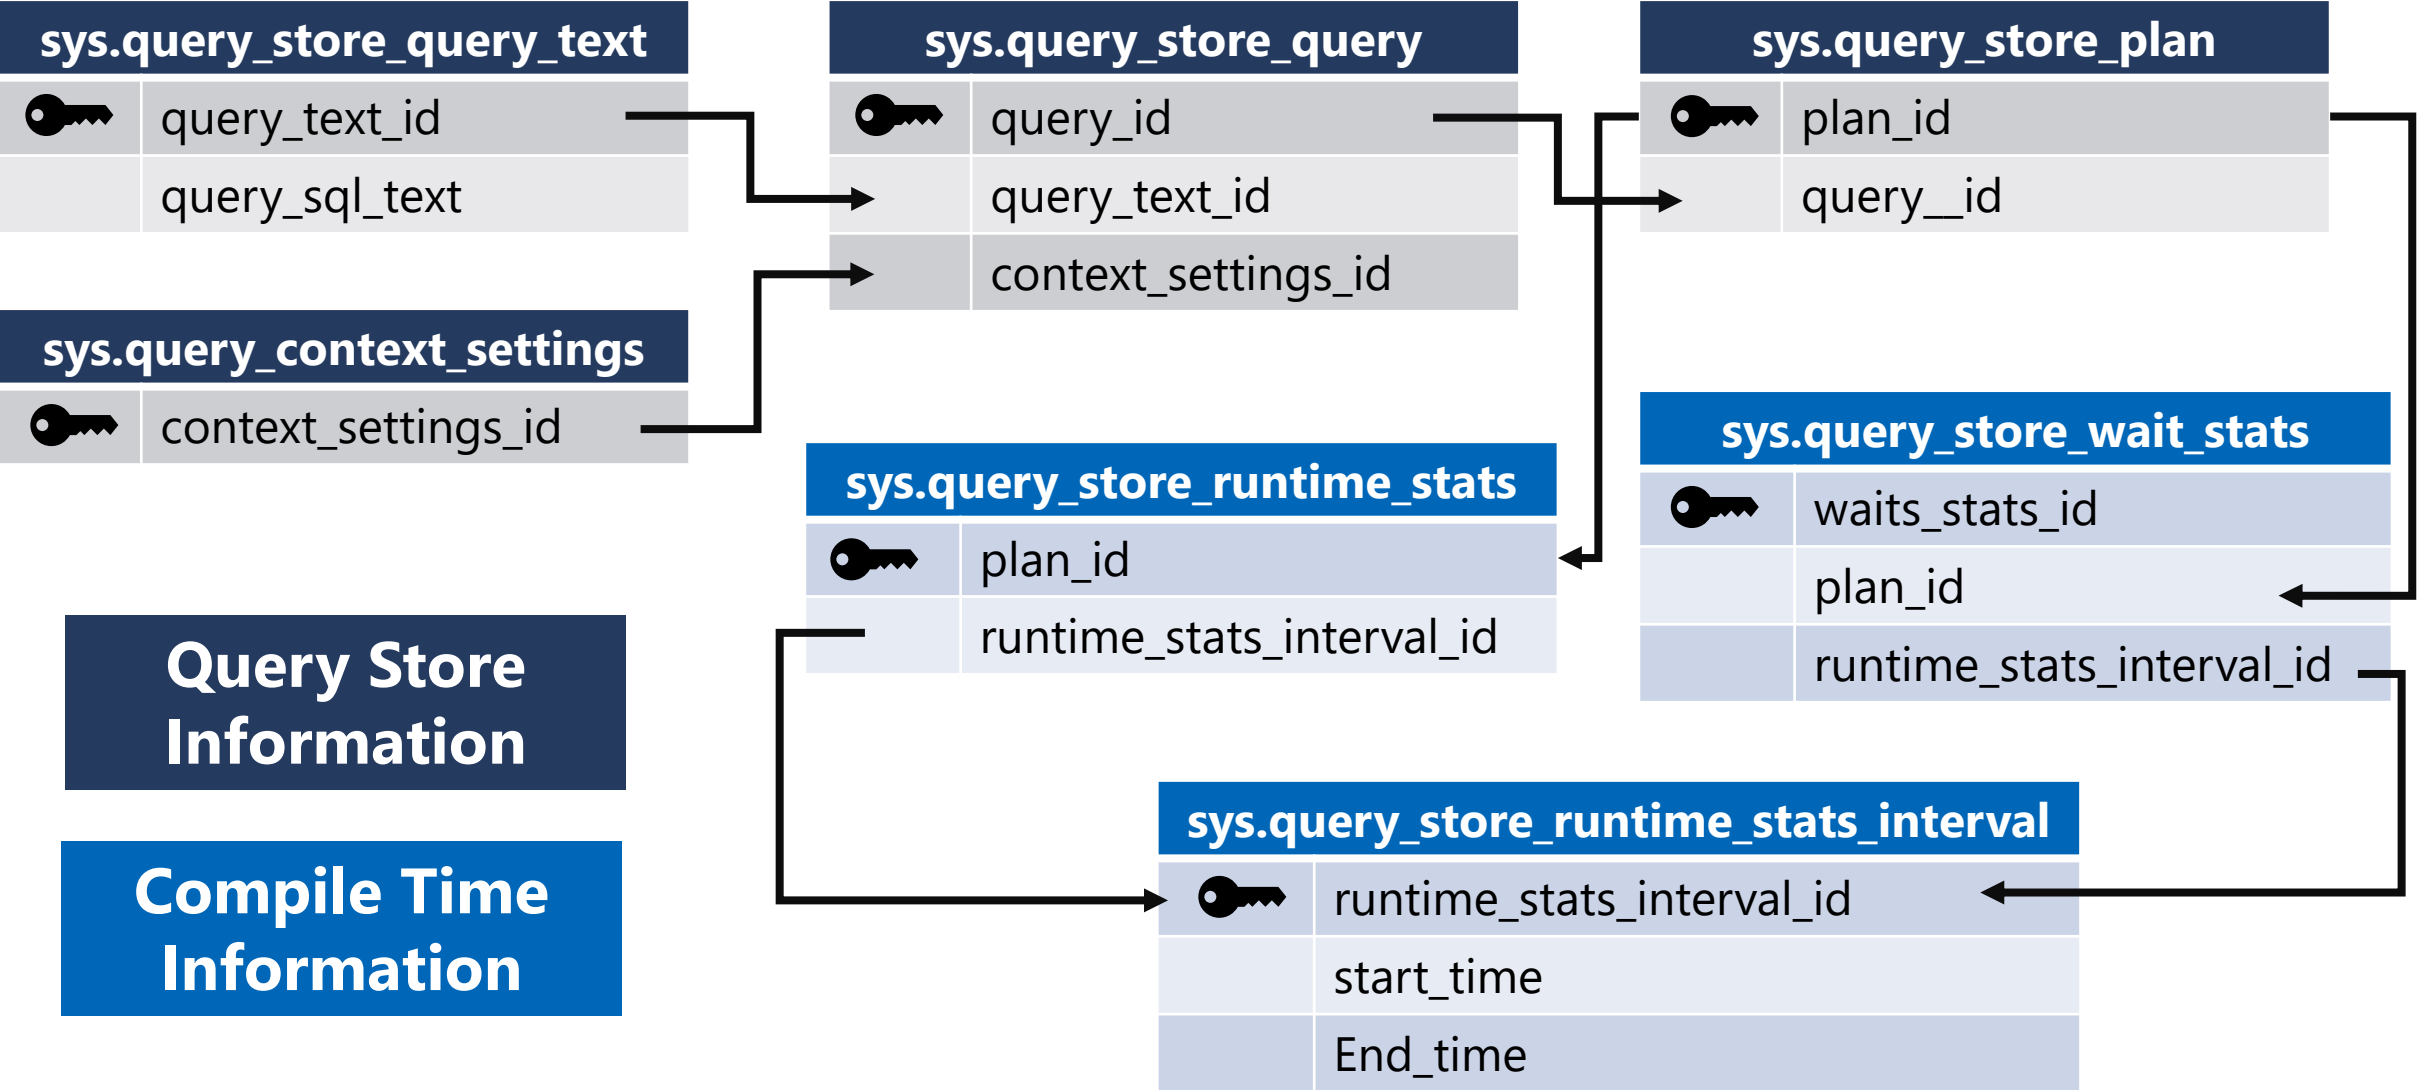 sys.query_store_query_text
query_text_id
query_sql_text
sys.query_context_settings
context_settings_id
sys.query_store_query
query_id
query_text_id
context_settings_id
sys.query_store_plan
plan_id
query__id
sys.query_store_runtime_stats
plan_id
runtime_stats_interval_id
sys.query_store_wait_stats
waits_stats_id
plan_id
runtime_stats_interval_id
sys.query_store_runtime_stats_interval
runtime_stats_interval_id
start_time
End_time
Query Store
Information
Compile Time
Information